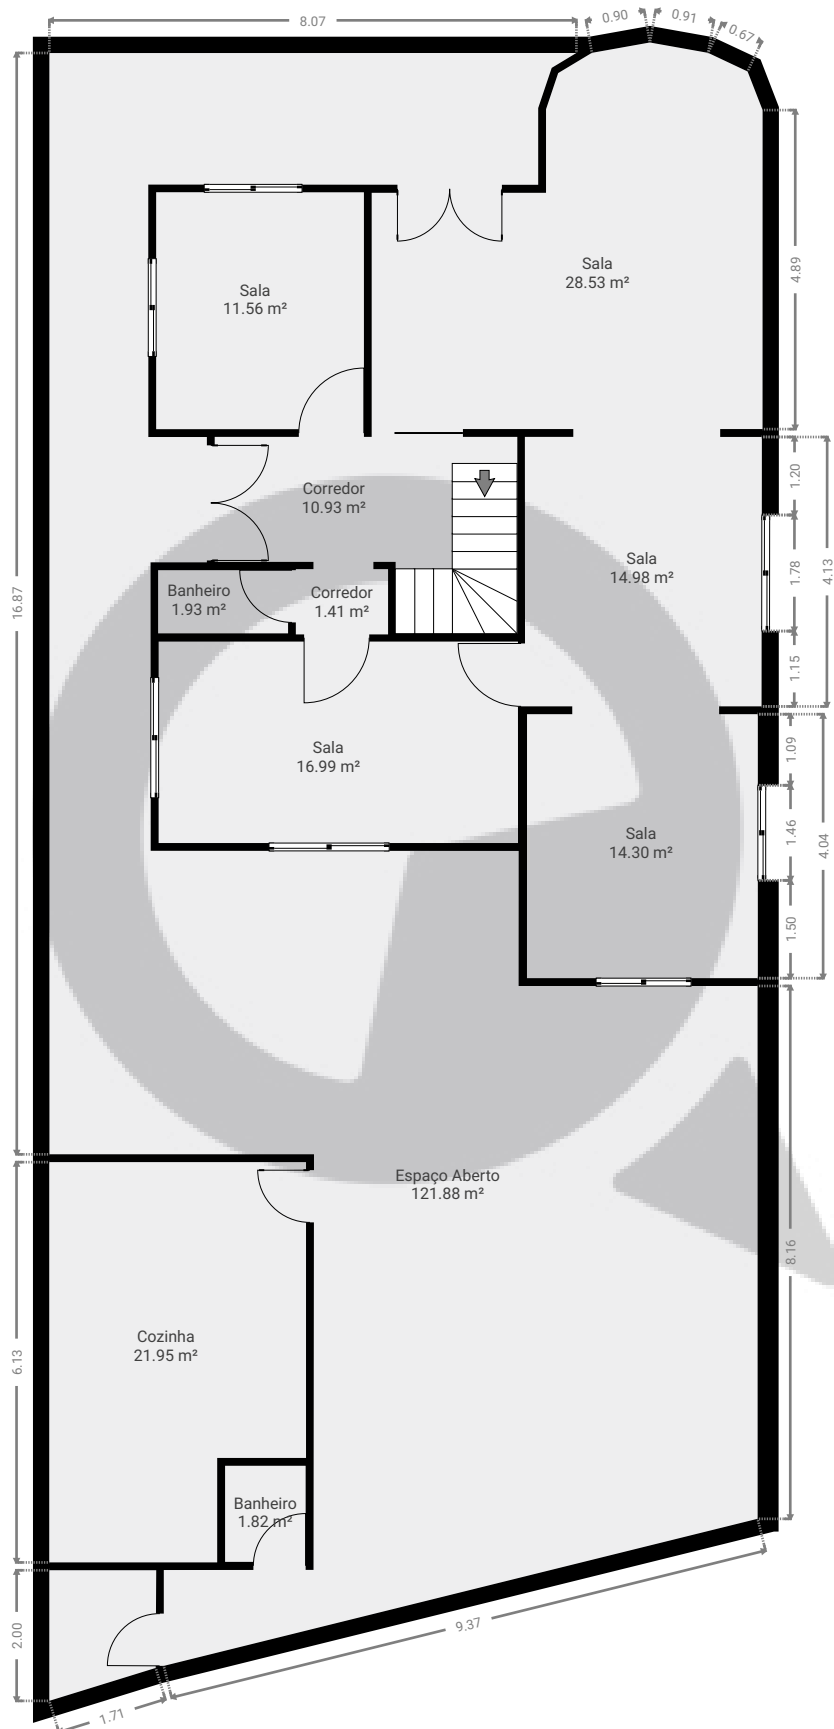 8.07
0.90
0.91
0.67
4.89
Sala
28.53 m²
Sala
11.56 m²
1.20
Corredor
10.93 m²
Sala
14.98 m²
1.78
4.13
16.87
Banheiro
1.93 m²
Corredor
1.41 m²
1.15
Sala
16.99 m²
1.09
Sala
14.30 m²
1.46
4.04
1.50
Espaço Aberto
121.88 m²
8.16
Cozinha
21.95 m²
6.13
Banheiro
1.82 m²
2.00
9.37
1.71